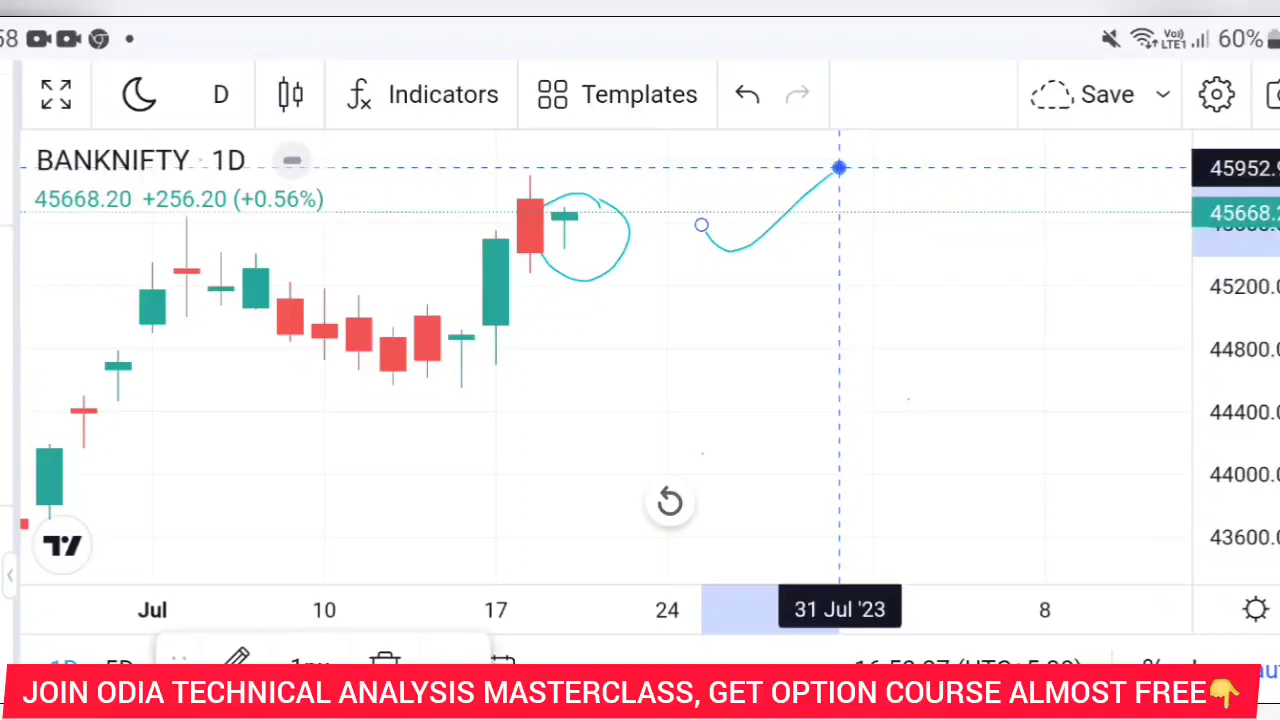 58 60%
D Indicators Templates Save
BANKNIFTY · 1D
45668.20 +256.20 (+0.56%)
45952.9
45668.2
45200.0
44800.0
44400.0
44000.0
43600.0
Jul 10 17 24 31 Jul '23 8
JOIN ODIA TECHNICAL ANALYSIS MASTERCLASS, GET OPTION COURSE ALMOST FREE👇